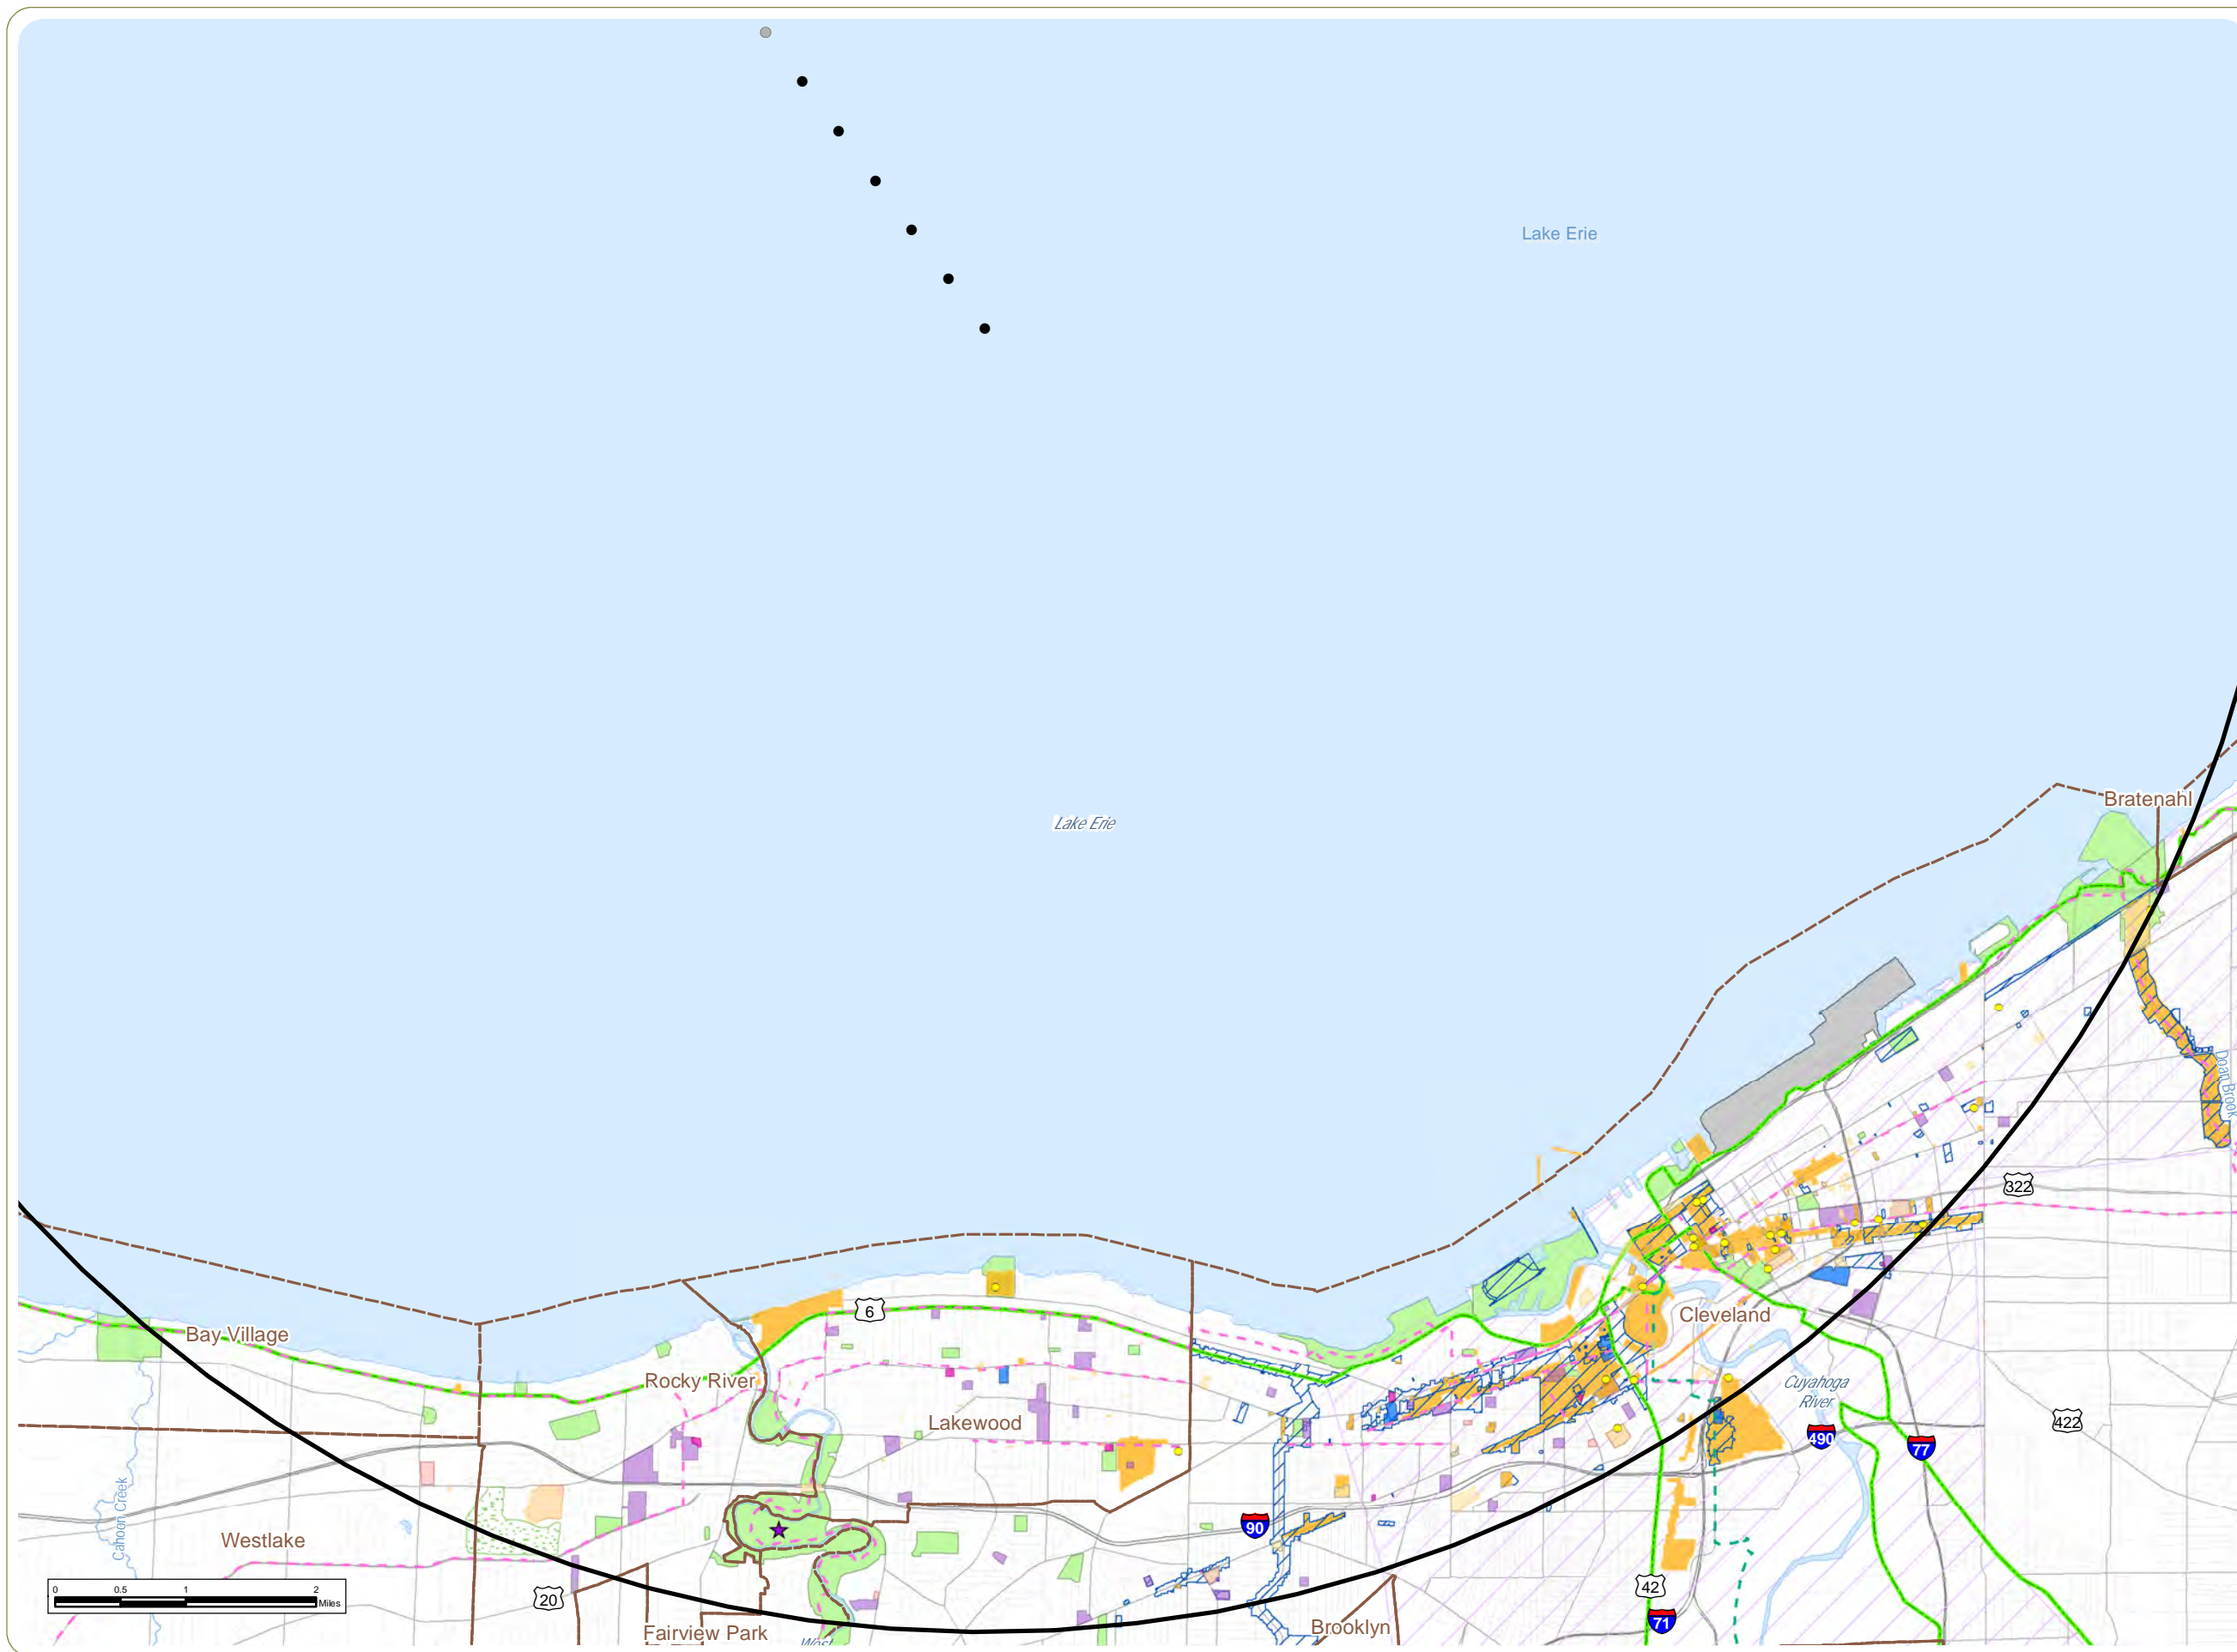 Lake Erie
Lake Erie
Bratenahl
Doan Brook
322
Bay Village
6
Cleveland
Rocky River
Cuyahoga
River
Lakewood
422
490
77
Cahoon Creek
90
Westlake
0 0.5 1 2
Miles
20
42
71
Fairview Park
Brooklyn
West